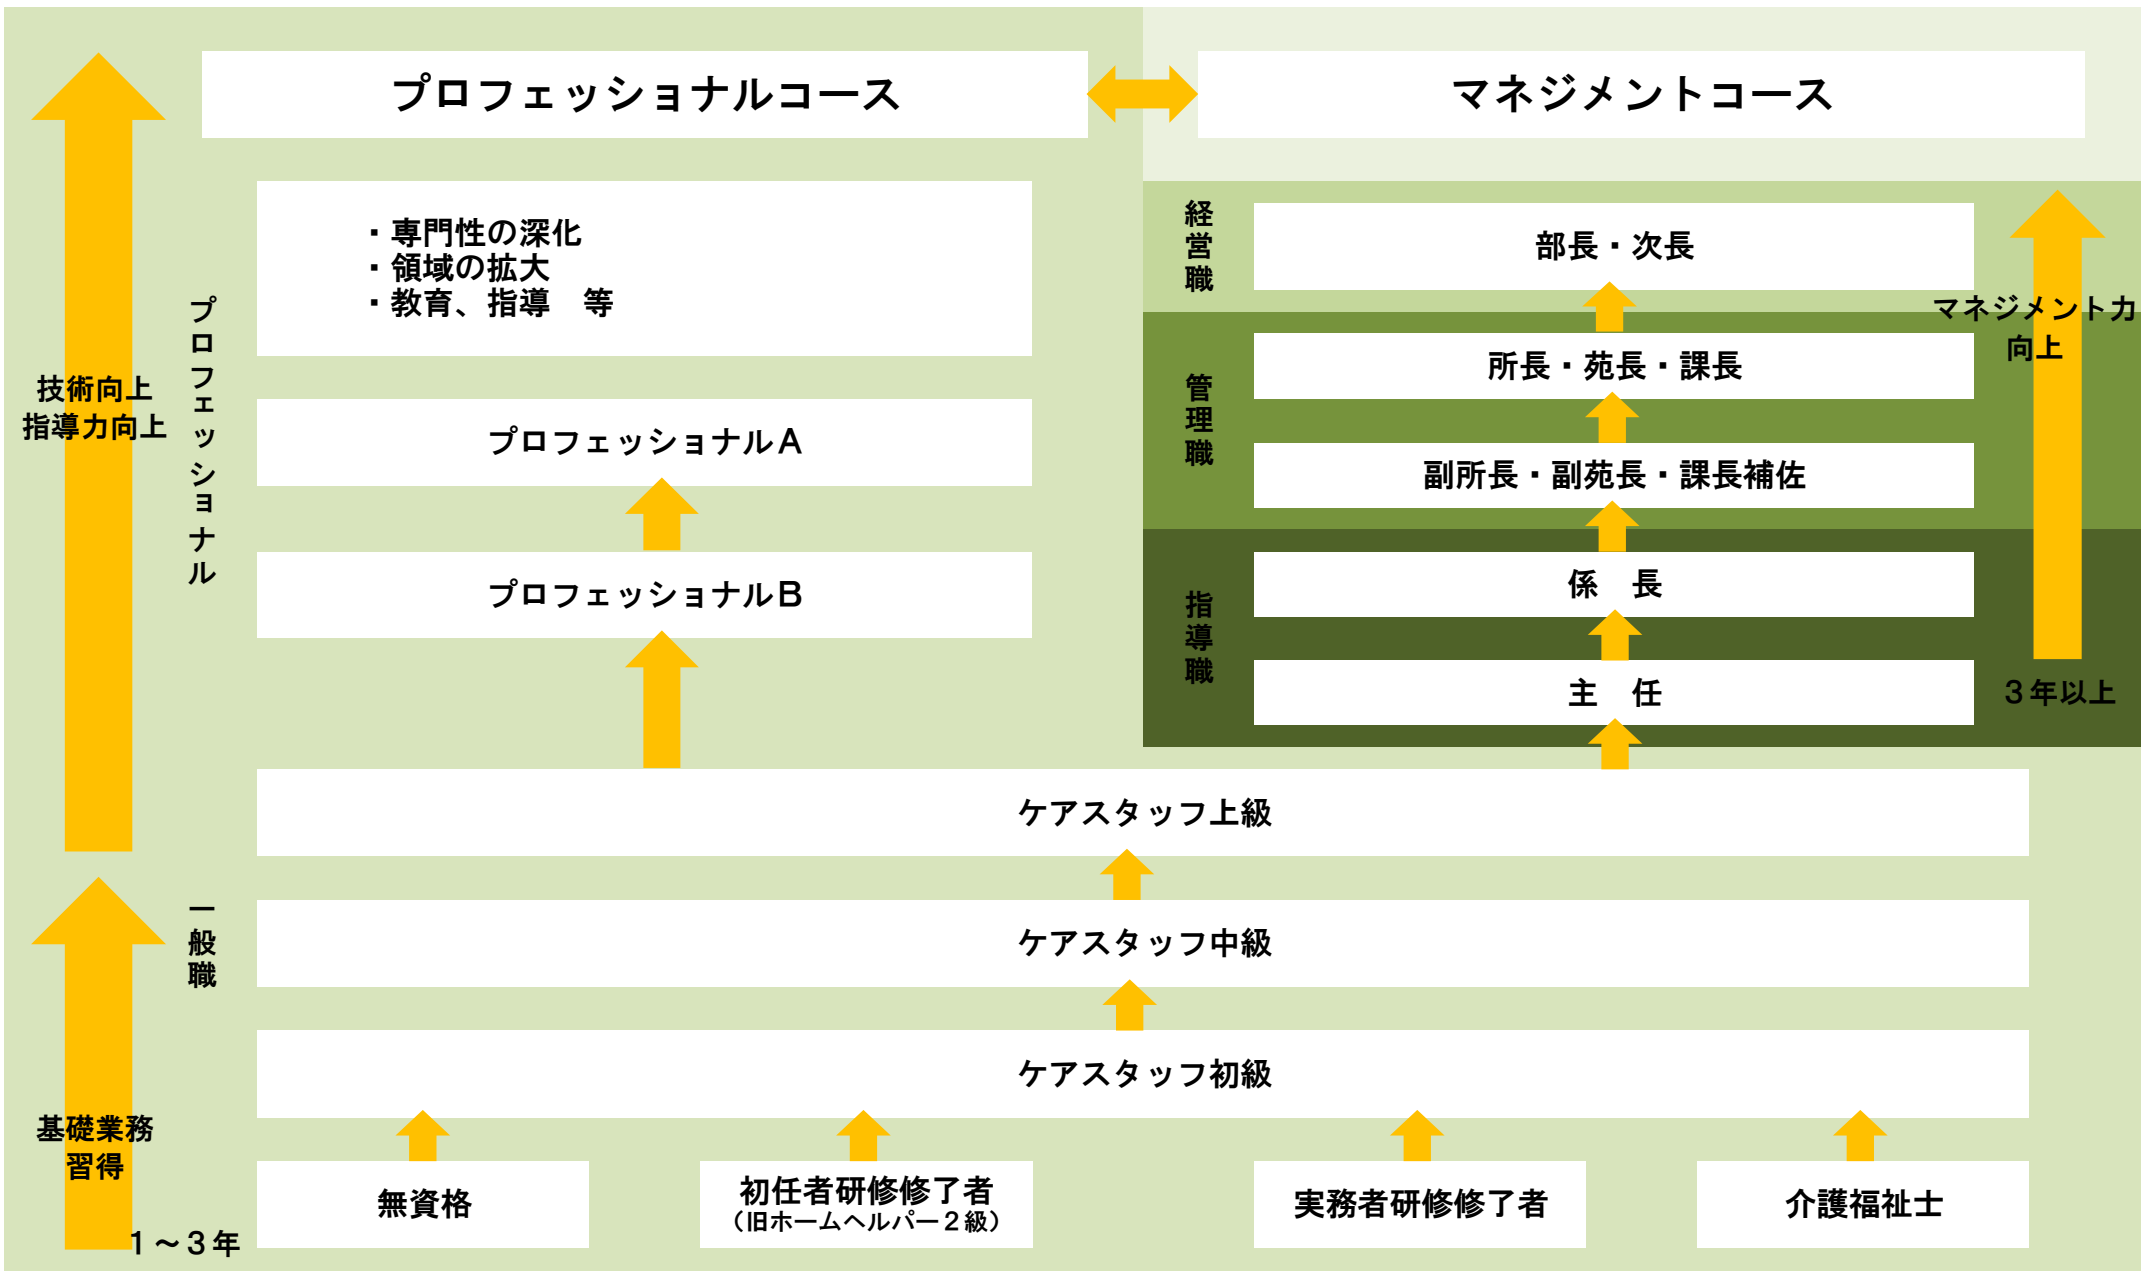 プロフェッショナルコース
マネジメントコース
・専門性の深化
・領域の拡大
・教育、指導　等
プロフェッショナルA
プロフェッショナルB
プロフェッショナル
技術向上
指導力向上
経営職
部長・次長
管理職
所長・苑長・課長
副所長・副苑長・課長補佐
指導職
係　長
主　任
マネジメント力
向上
３年以上
ケアスタッフ上級
一般職
ケアスタッフ中級
ケアスタッフ初級
基礎業務
習得
１～３年
無資格
初任者研修修了者
（旧ホームヘルパー２級）
実務者研修修了者
介護福祉士